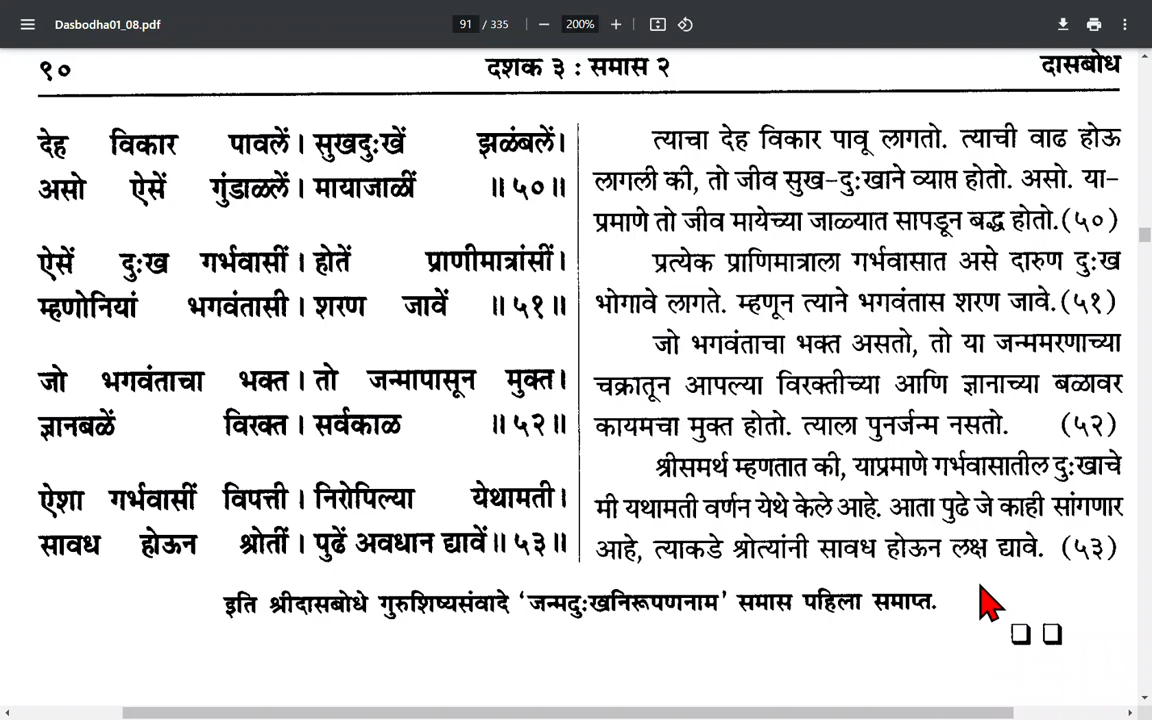 Dasbodha01_08.pdf
91 / 335
200%
९०
दशक ३ : समास २
दासबोध
देह विकार पावलें। सुखदुःखें झळंबलें।
असो ऐसें गुंडाळलें। मायाजाळीं ॥५०॥
ऐसें दुःख गर्भवासीं। होतें प्राणीमात्रांसीं।
म्हणोनियां भगवंतासी। शरण जावें ॥५१॥
जो भगवंताचा भक्त। तो जन्मापासून मुक्त।
ज्ञानबळें विरक्त। सर्वकाळ ॥५२॥
ऐशा गर्भवासीं विपत्ती। निरोपिल्या येथामती।
सावध होऊन श्रोतीं। पुढें अवधान द्यावें॥५३॥
त्याचा देह विकार पावू लागतो. त्याची वाढ होऊ
लागली की, तो जीव सुख-दुःखाने व्याप्त होतो. असो. या-
प्रमाणे तो जीव मायेच्या जाळ्यात सापडून बद्ध होतो.(५०)
प्रत्येक प्राणिमात्राला गर्भवासात असे दारुण दुःख
भोगावे लागते. म्हणून त्याने भगवंतास शरण जावे.(५१)
जो भगवंताचा भक्त असतो, तो या जन्ममरणाच्या
चक्रातून आपल्या विरक्तीच्या आणि ज्ञानाच्या बळावर
कायमचा मुक्त होतो. त्याला पुनर्जन्म नसतो. (५२)
श्रीसमर्थ म्हणतात की, याप्रमाणे गर्भवासातील दुःखाचे
मी यथामती वर्णन येथे केले आहे. आता पुढे जे काही सांगणार
आहे, त्याकडे श्रोत्यांनी सावध होऊन लक्ष द्यावे. (५३)
इति श्रीदासबोधे गुरुशिष्यसंवादे ‘जन्मदुःखनिरूपणनाम’ समास पहिला समाप्त.